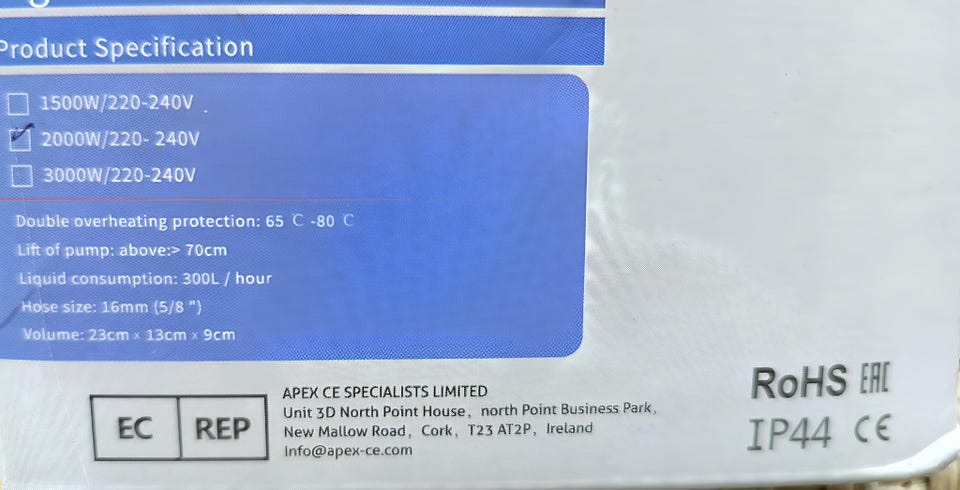 Product Specification
1500W/220-240V
2000W/220- 240V
3000W/220-240V
Double overheating protection: 65 ℃ -80 ℃
Lift of pump: above:> 70cm
Liquid consumption: 300L / hour
Hose size: 16mm (5/8 ")
Volume: 23cm x 13cm x 9cm
EC REP
APEX CE SPECIALISTS LIMITED
Unit 3D North Point House, north Point Business Park,
New Mallow Road, Cork, T23 AT2P, Ireland
Info@apex-ce.com
RoHS EAC
IP44 CE